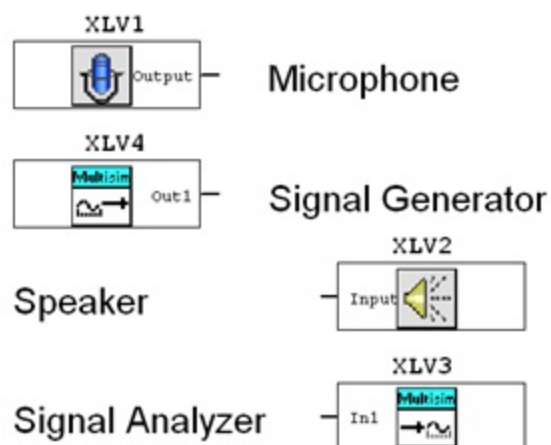 XLV1
Output
Microphone
XLV4
Multisim
Out1
Signal Generator
XLV2
Speaker
Input
XLV3
Multisim
Signal Analyzer
In1